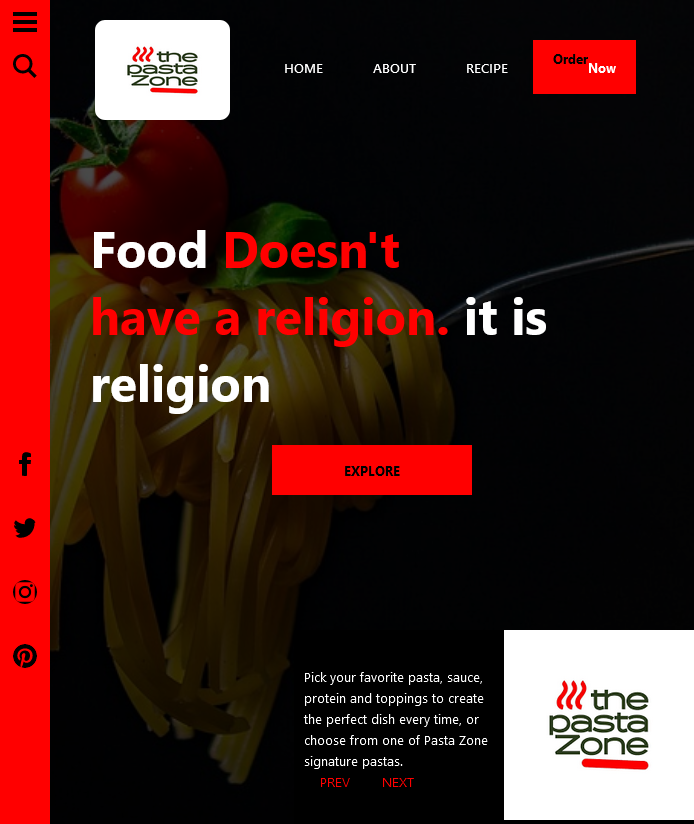 the
pasta
zone
HOME ABOUT RECIPE Order Now
Food Doesn't
have a religion. it is
religion
EXPLORE
Pick your favorite pasta, sauce,
protein and toppings to create
the perfect dish every time, or
choose from one of Pasta Zone
signature pastas.
PREV NEXT
the
pasta
zone